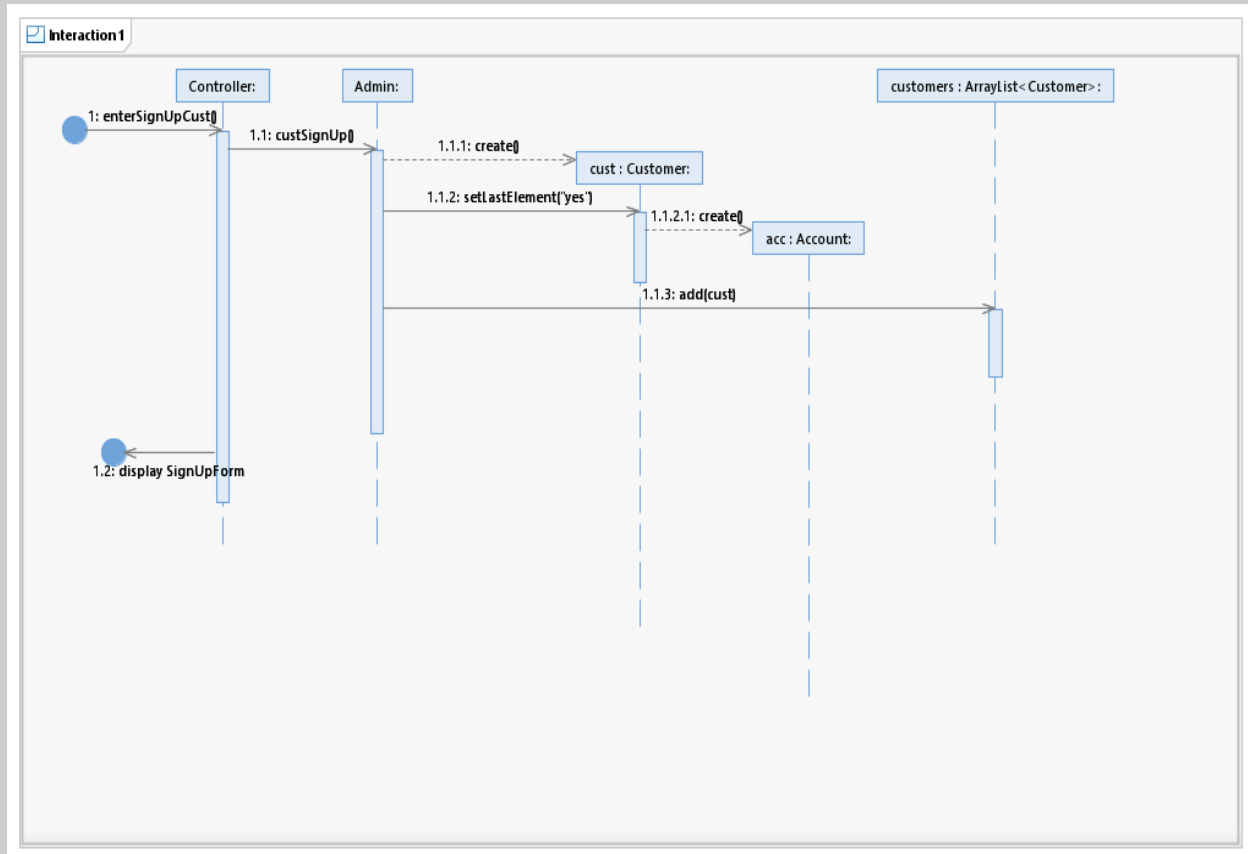 Interaction1
Controller:
Admin:
customers : ArrayList<Customer>:
1: enterSignUpCust()
1.1: custSignUp()
1.1.1: create()
cust : Customer:
1.1.2: setLastElement("yes")
1.1.2.1: create()
acc : Account:
1.1.3: add(cust)
1.2: display SignUpForm